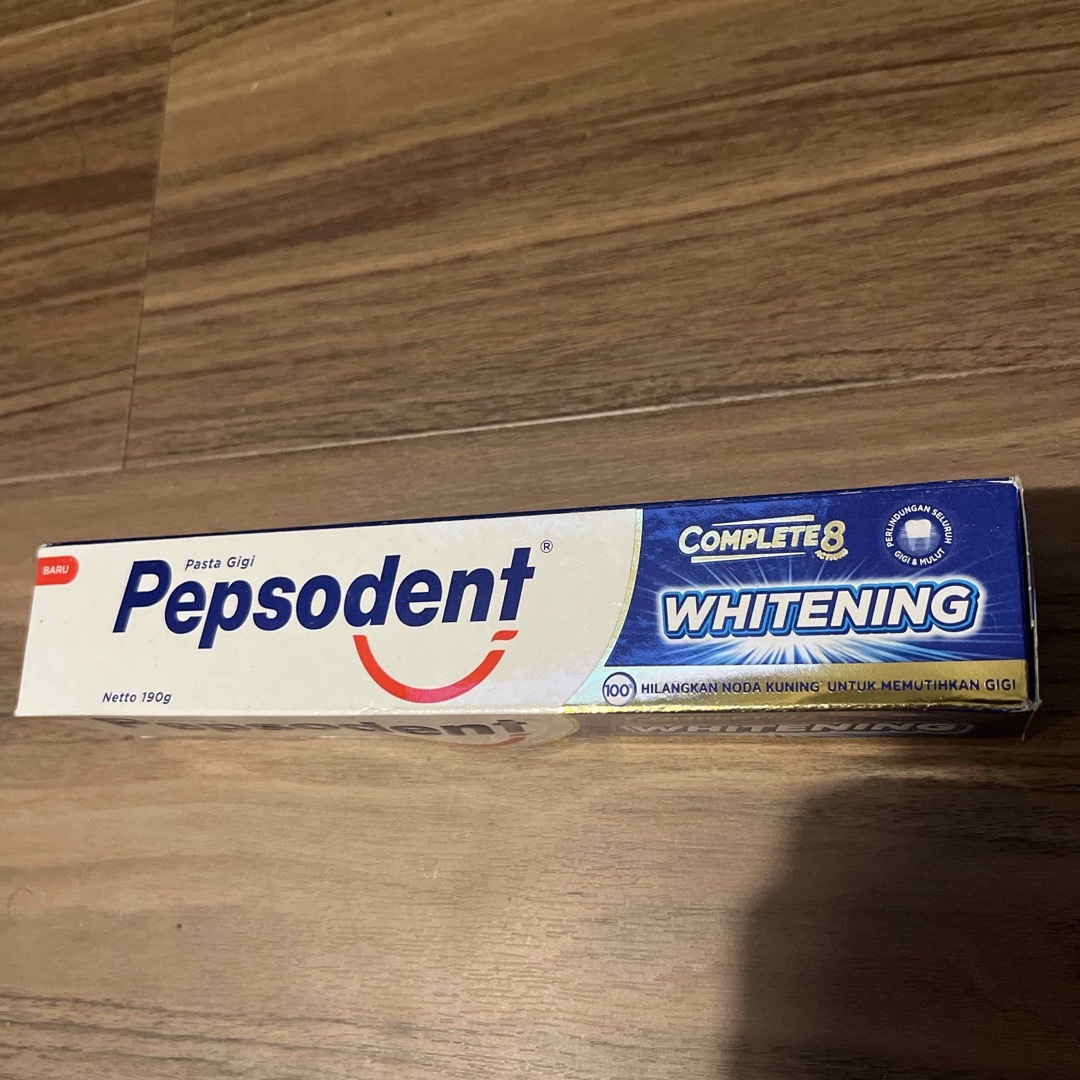 BARU
Pasta Gigi
Pepsodent®
Netto 190g
COMPLETE 8
ACTIONS
PERLINDUNGAN SELURUH
GIGI & MULUT
WHITENING
100% HILANGKAN NODA KUNING* UNTUK MEMUTIHKAN GIGI
Pepsodent
WHITENING